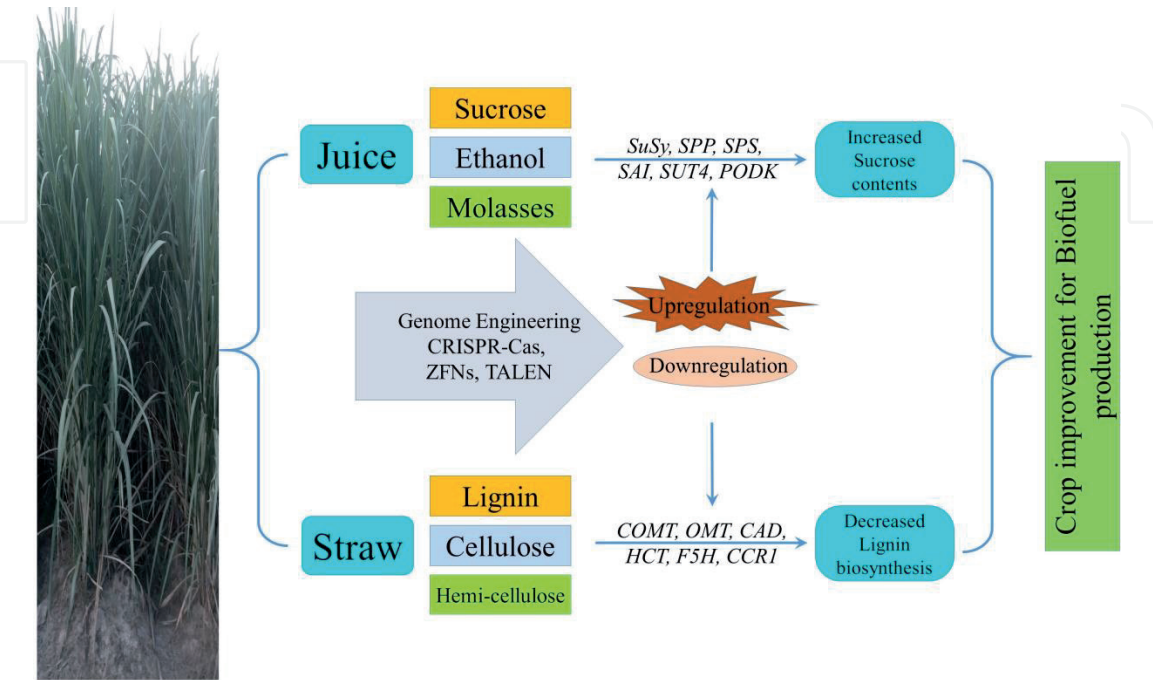 Juice
Sucrose
Ethanol
Molasses
SuSy, SPP, SPS,
SAI, SUT4, PODK
Increased
Sucrose
contents
Genome Engineering
CRISPR-Cas,
ZFNs, TALEN
Upregulation
Downregulation
Straw
Lignin
Cellulose
Hemi-cellulose
COMT, OMT, CAD,
HCT, F5H, CCR1
Decreased
Lignin
biosynthesis
Crop improvement for Biofuel
production